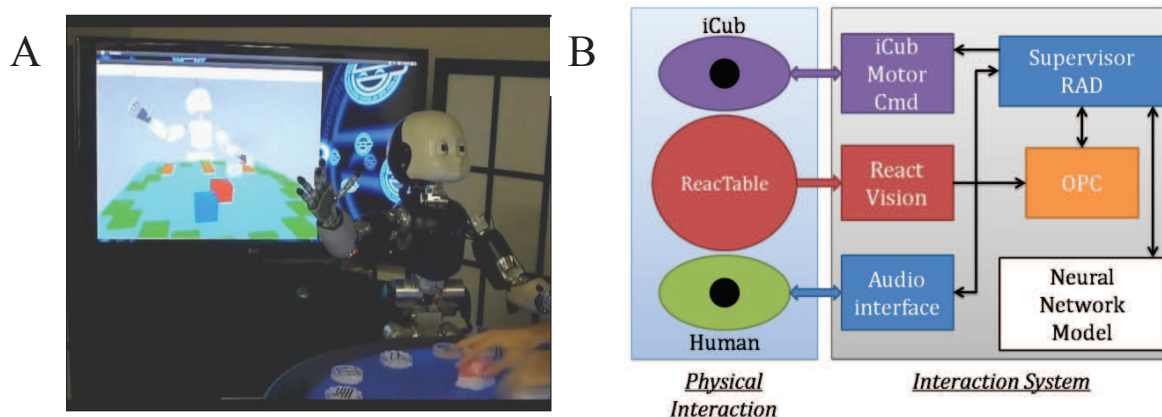 A
B
iCub
iCub
Motor
Cmd
Supervisor
RAD
ReacTable
React
Vision
OPC
Audio
interface
Neural
Network
Model
Human
Physical
Interaction
Interaction System